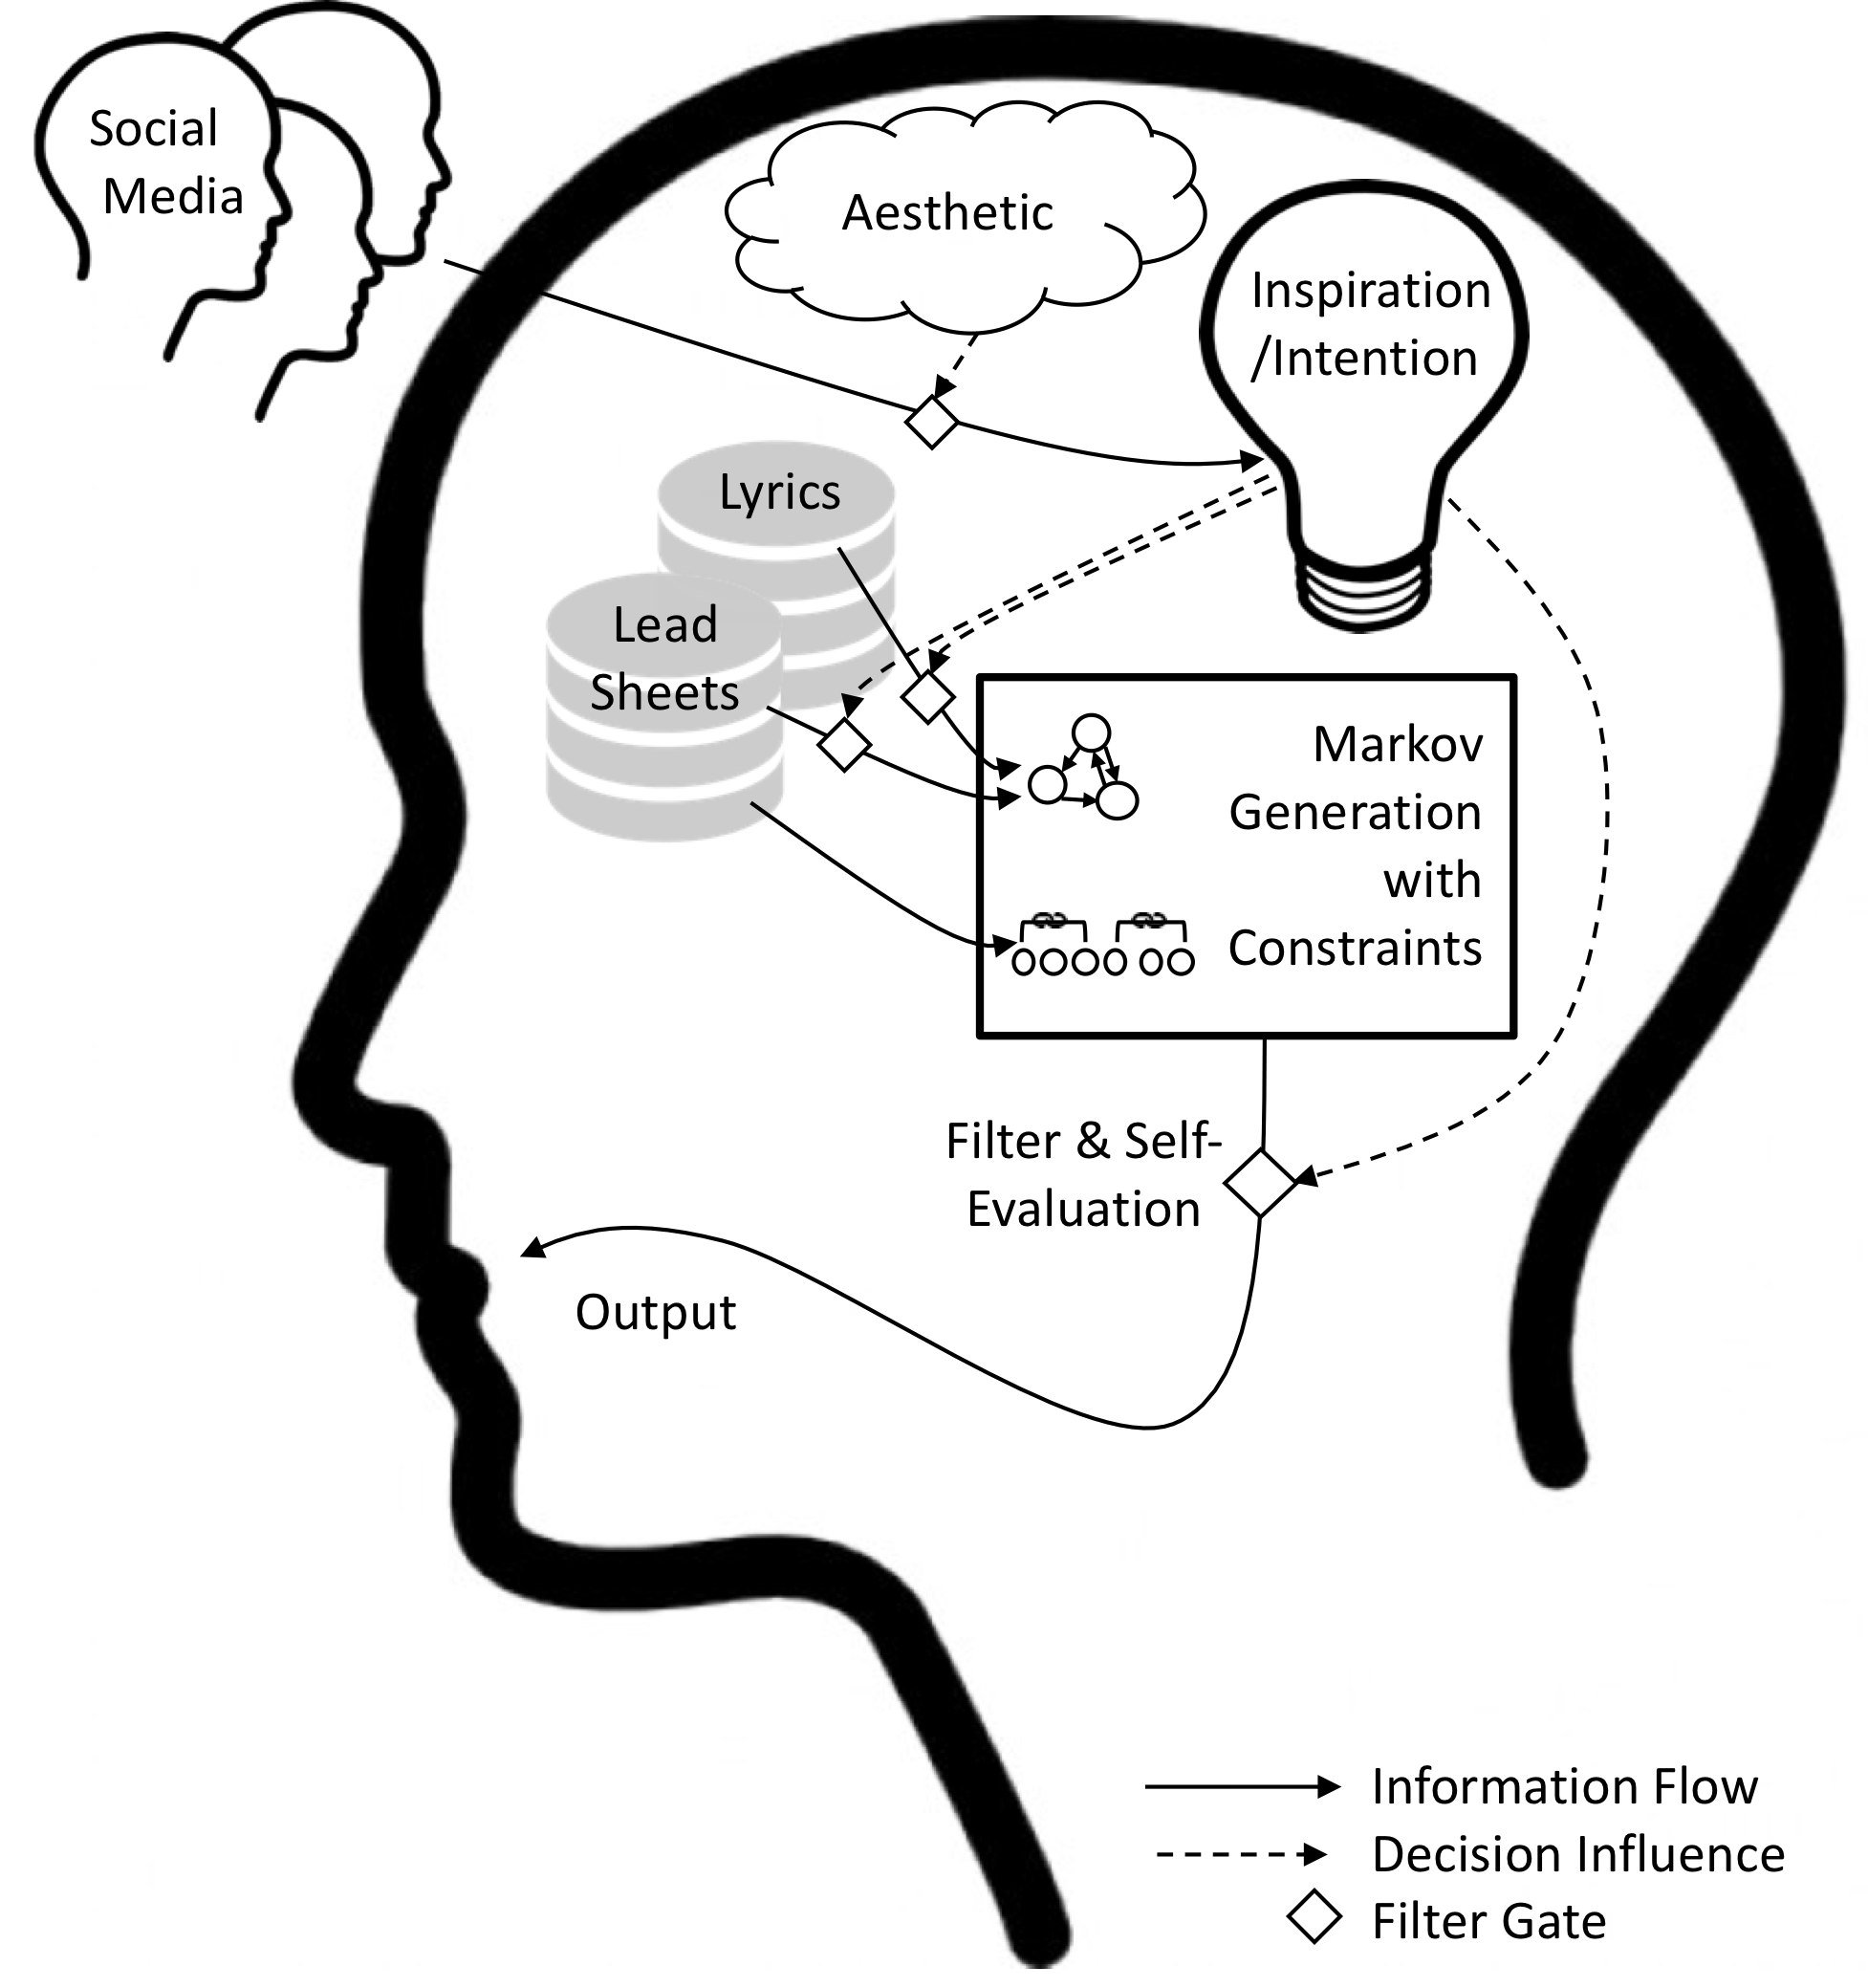 Social
Media
Aesthetic
Inspiration
/Intention
Lyrics
Lead
Sheets
Markov
Generation
with
Constraints
Filter & Self-
Evaluation
Output
Information Flow
Decision Influence
Filter Gate